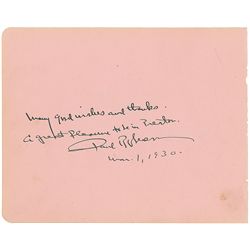 Many good wishes and thanks.
A great pleasure to be in Preston.
Paul Robeson
Mar. 1, 1930.